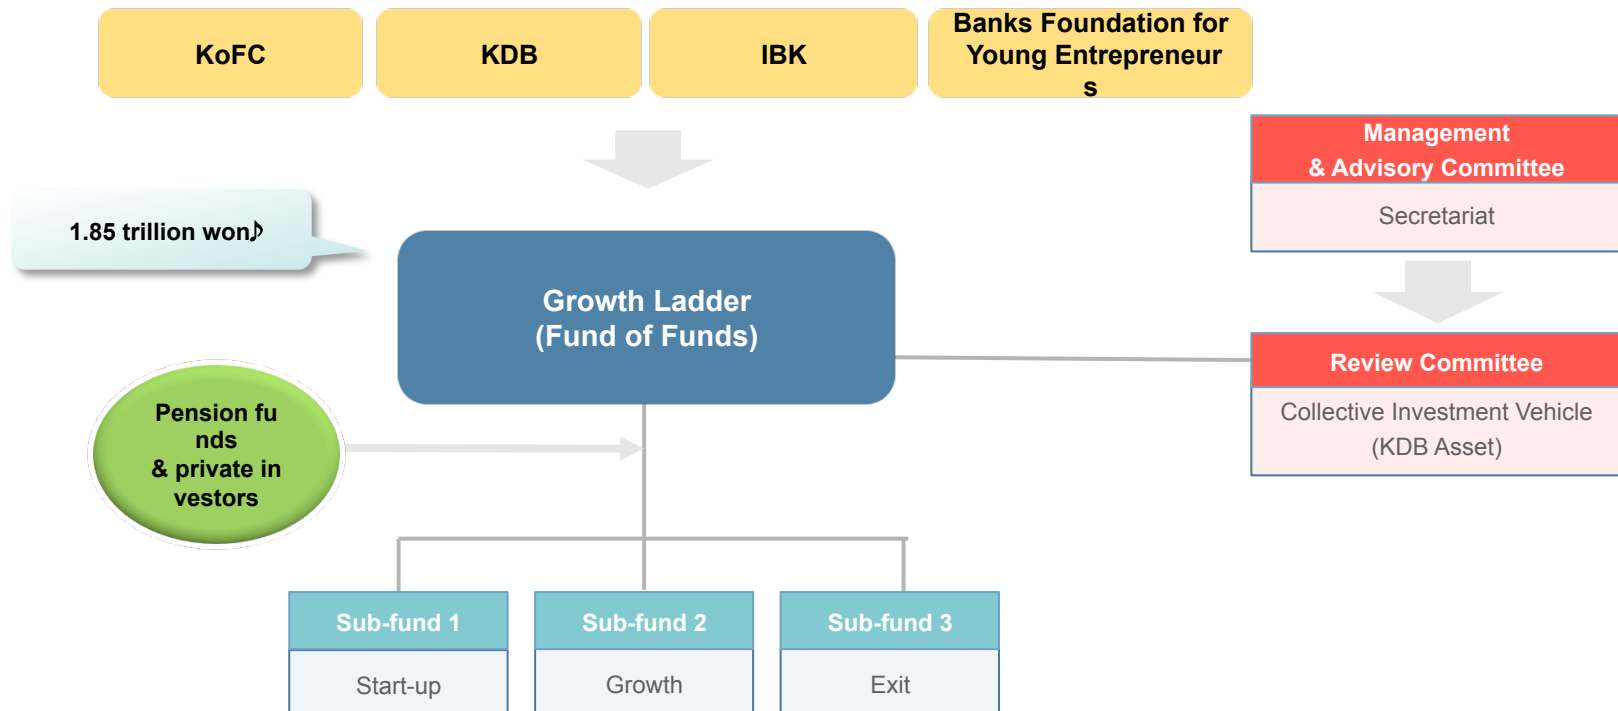 KoFC
KDB
IBK
Banks Foundation for
Young Entrepreneur
s
Management
& Advisory Committee
Secretariat
1.85 trillion won♪
Growth Ladder
(Fund of Funds)
Review Committee
Collective Investment Vehicle
(KDB Asset)
Pension fu
nds
& private in
vestors
Sub-fund 1
Sub-fund 2
Sub-fund 3
Start-up
Growth
Exit